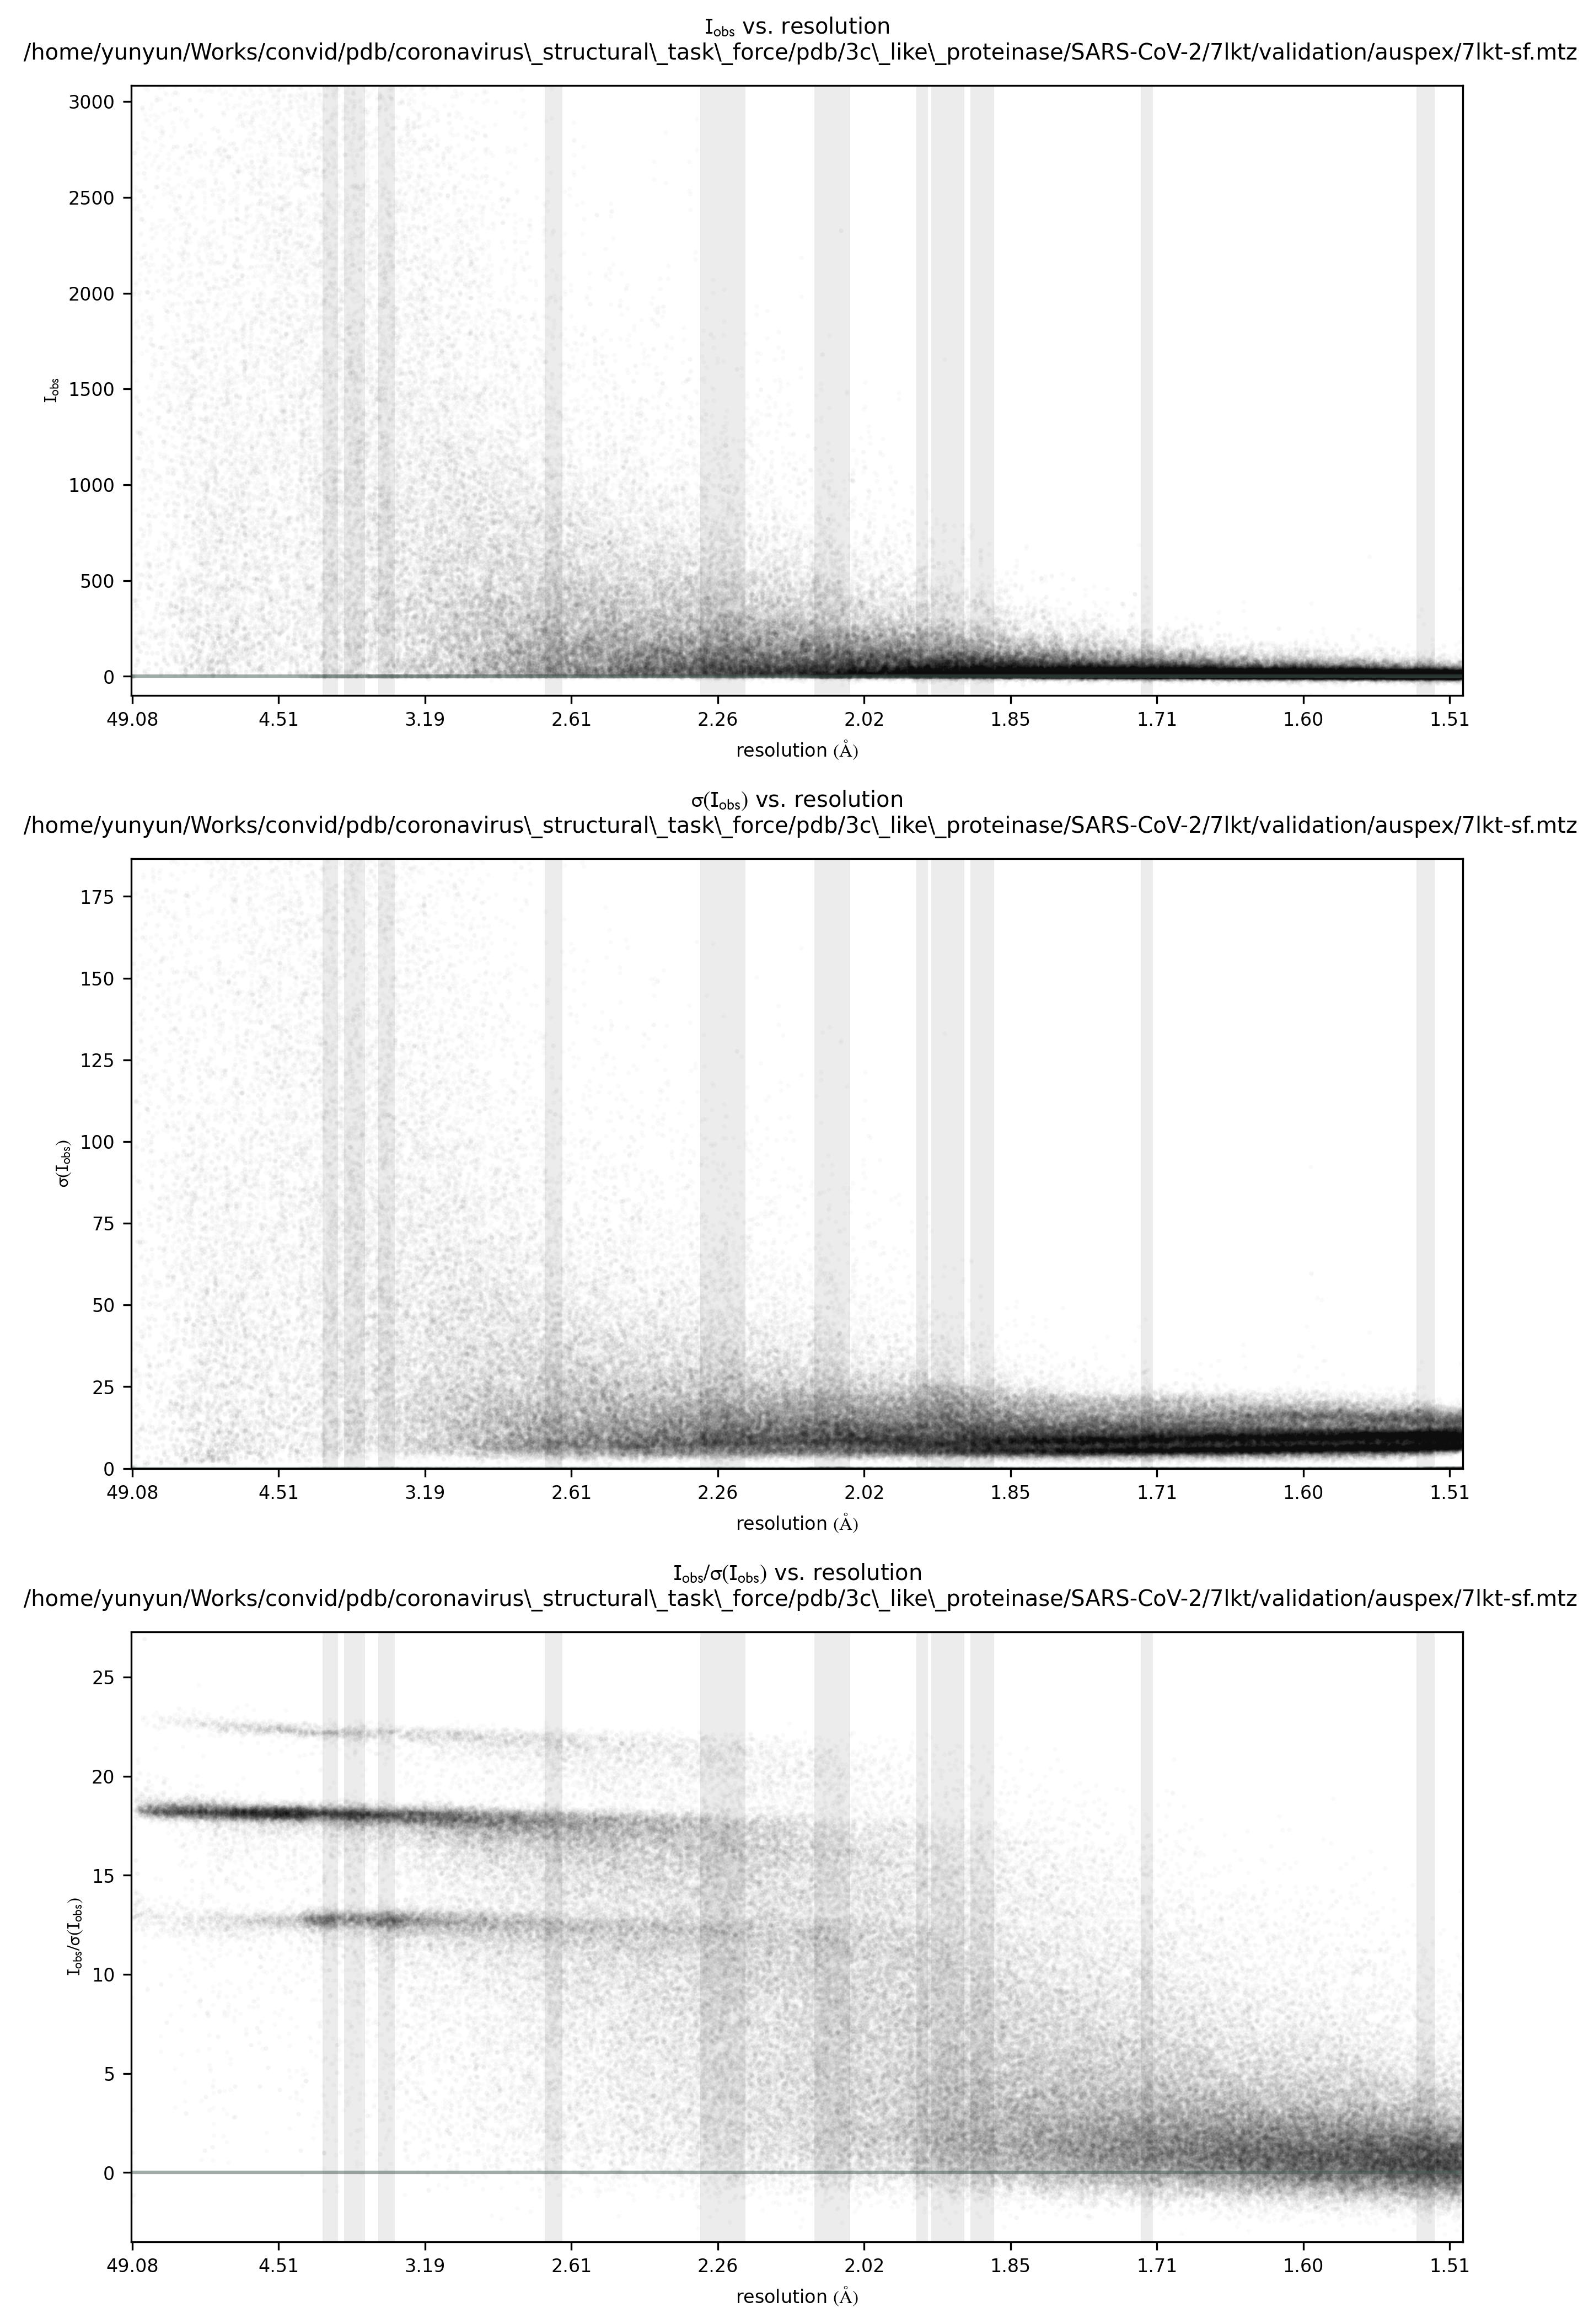 I_obs vs. resolution
/home/yunyun/Works/convid/pdb/coronavirus\_structural\_task\_force/pdb/3c\_like\_proteinase/SARS-CoV-2/7lkt/validation/auspex/7lkt-sf.mtz
3000
2500
2000
1500
1000
500
0
I_obs
49.08 4.51 3.19 2.61 2.26 2.02 1.85 1.71 1.60 1.51
resolution (Å)
σ(I_obs) vs. resolution
/home/yunyun/Works/convid/pdb/coronavirus\_structural\_task\_force/pdb/3c\_like\_proteinase/SARS-CoV-2/7lkt/validation/auspex/7lkt-sf.mtz
175
150
125
100
75
50
25
0
σ(I_obs)
49.08 4.51 3.19 2.61 2.26 2.02 1.85 1.71 1.60 1.51
resolution (Å)
I_obs/σ(I_obs) vs. resolution
/home/yunyun/Works/convid/pdb/coronavirus\_structural\_task\_force/pdb/3c\_like\_proteinase/SARS-CoV-2/7lkt/validation/auspex/7lkt-sf.mtz
25
20
15
10
5
0
I_obs/σ(I_obs)
49.08 4.51 3.19 2.61 2.26 2.02 1.85 1.71 1.60 1.51
resolution (Å)